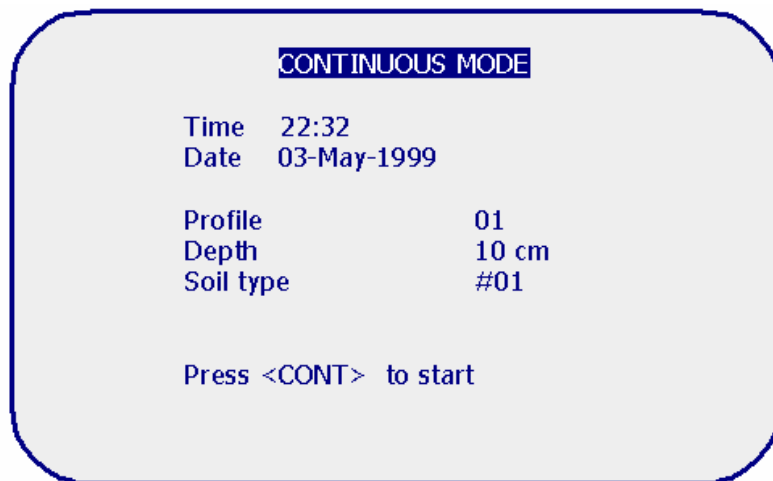 CONTINUOUS MODE
Time 22:32
Date 03-May-1999
Profile 01
Depth 10 cm
Soil type #01
Press <CONT> to start